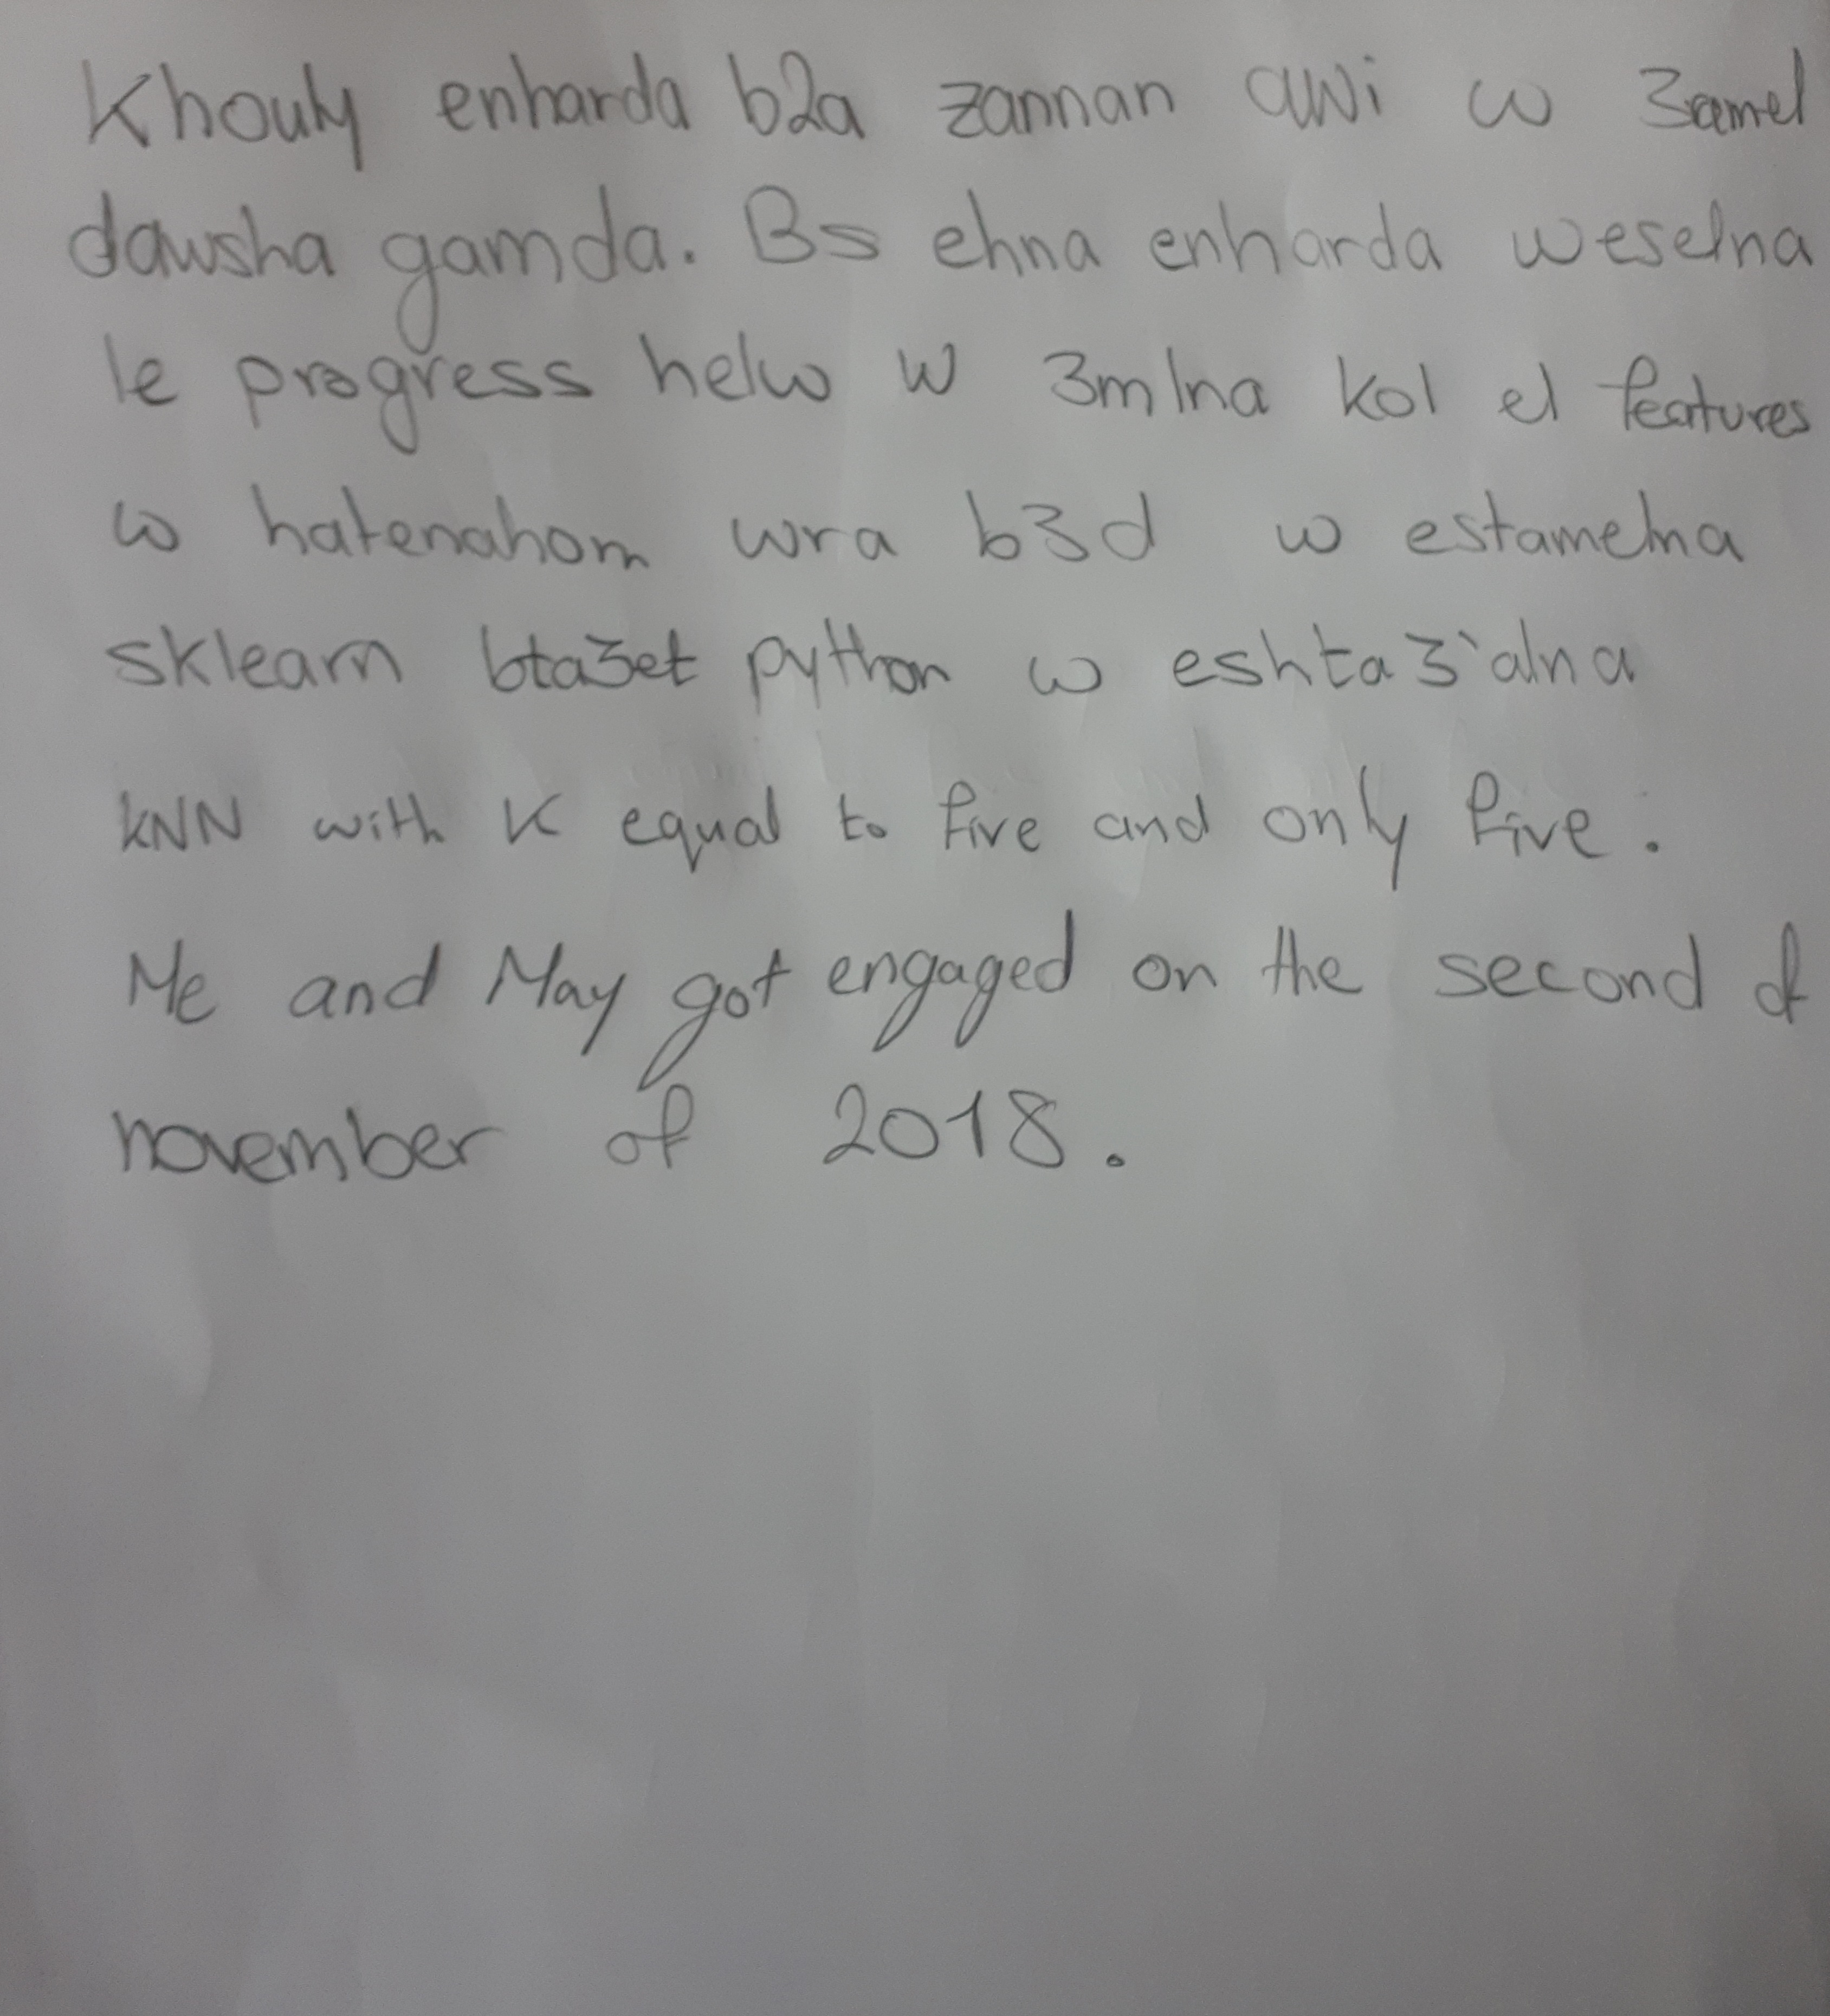 Khouly enharda b2a zannan awi w 3amel
dawsha gamda. Bs ehna enharda weselna
le progress helw w 3mlna kol el features
w hatenahom wra b3d w estamelna
sklearn bta3et python w eshta3'alna
kNN with K equal to five and only five.
Me and May got engaged on the second of
november of 2018.